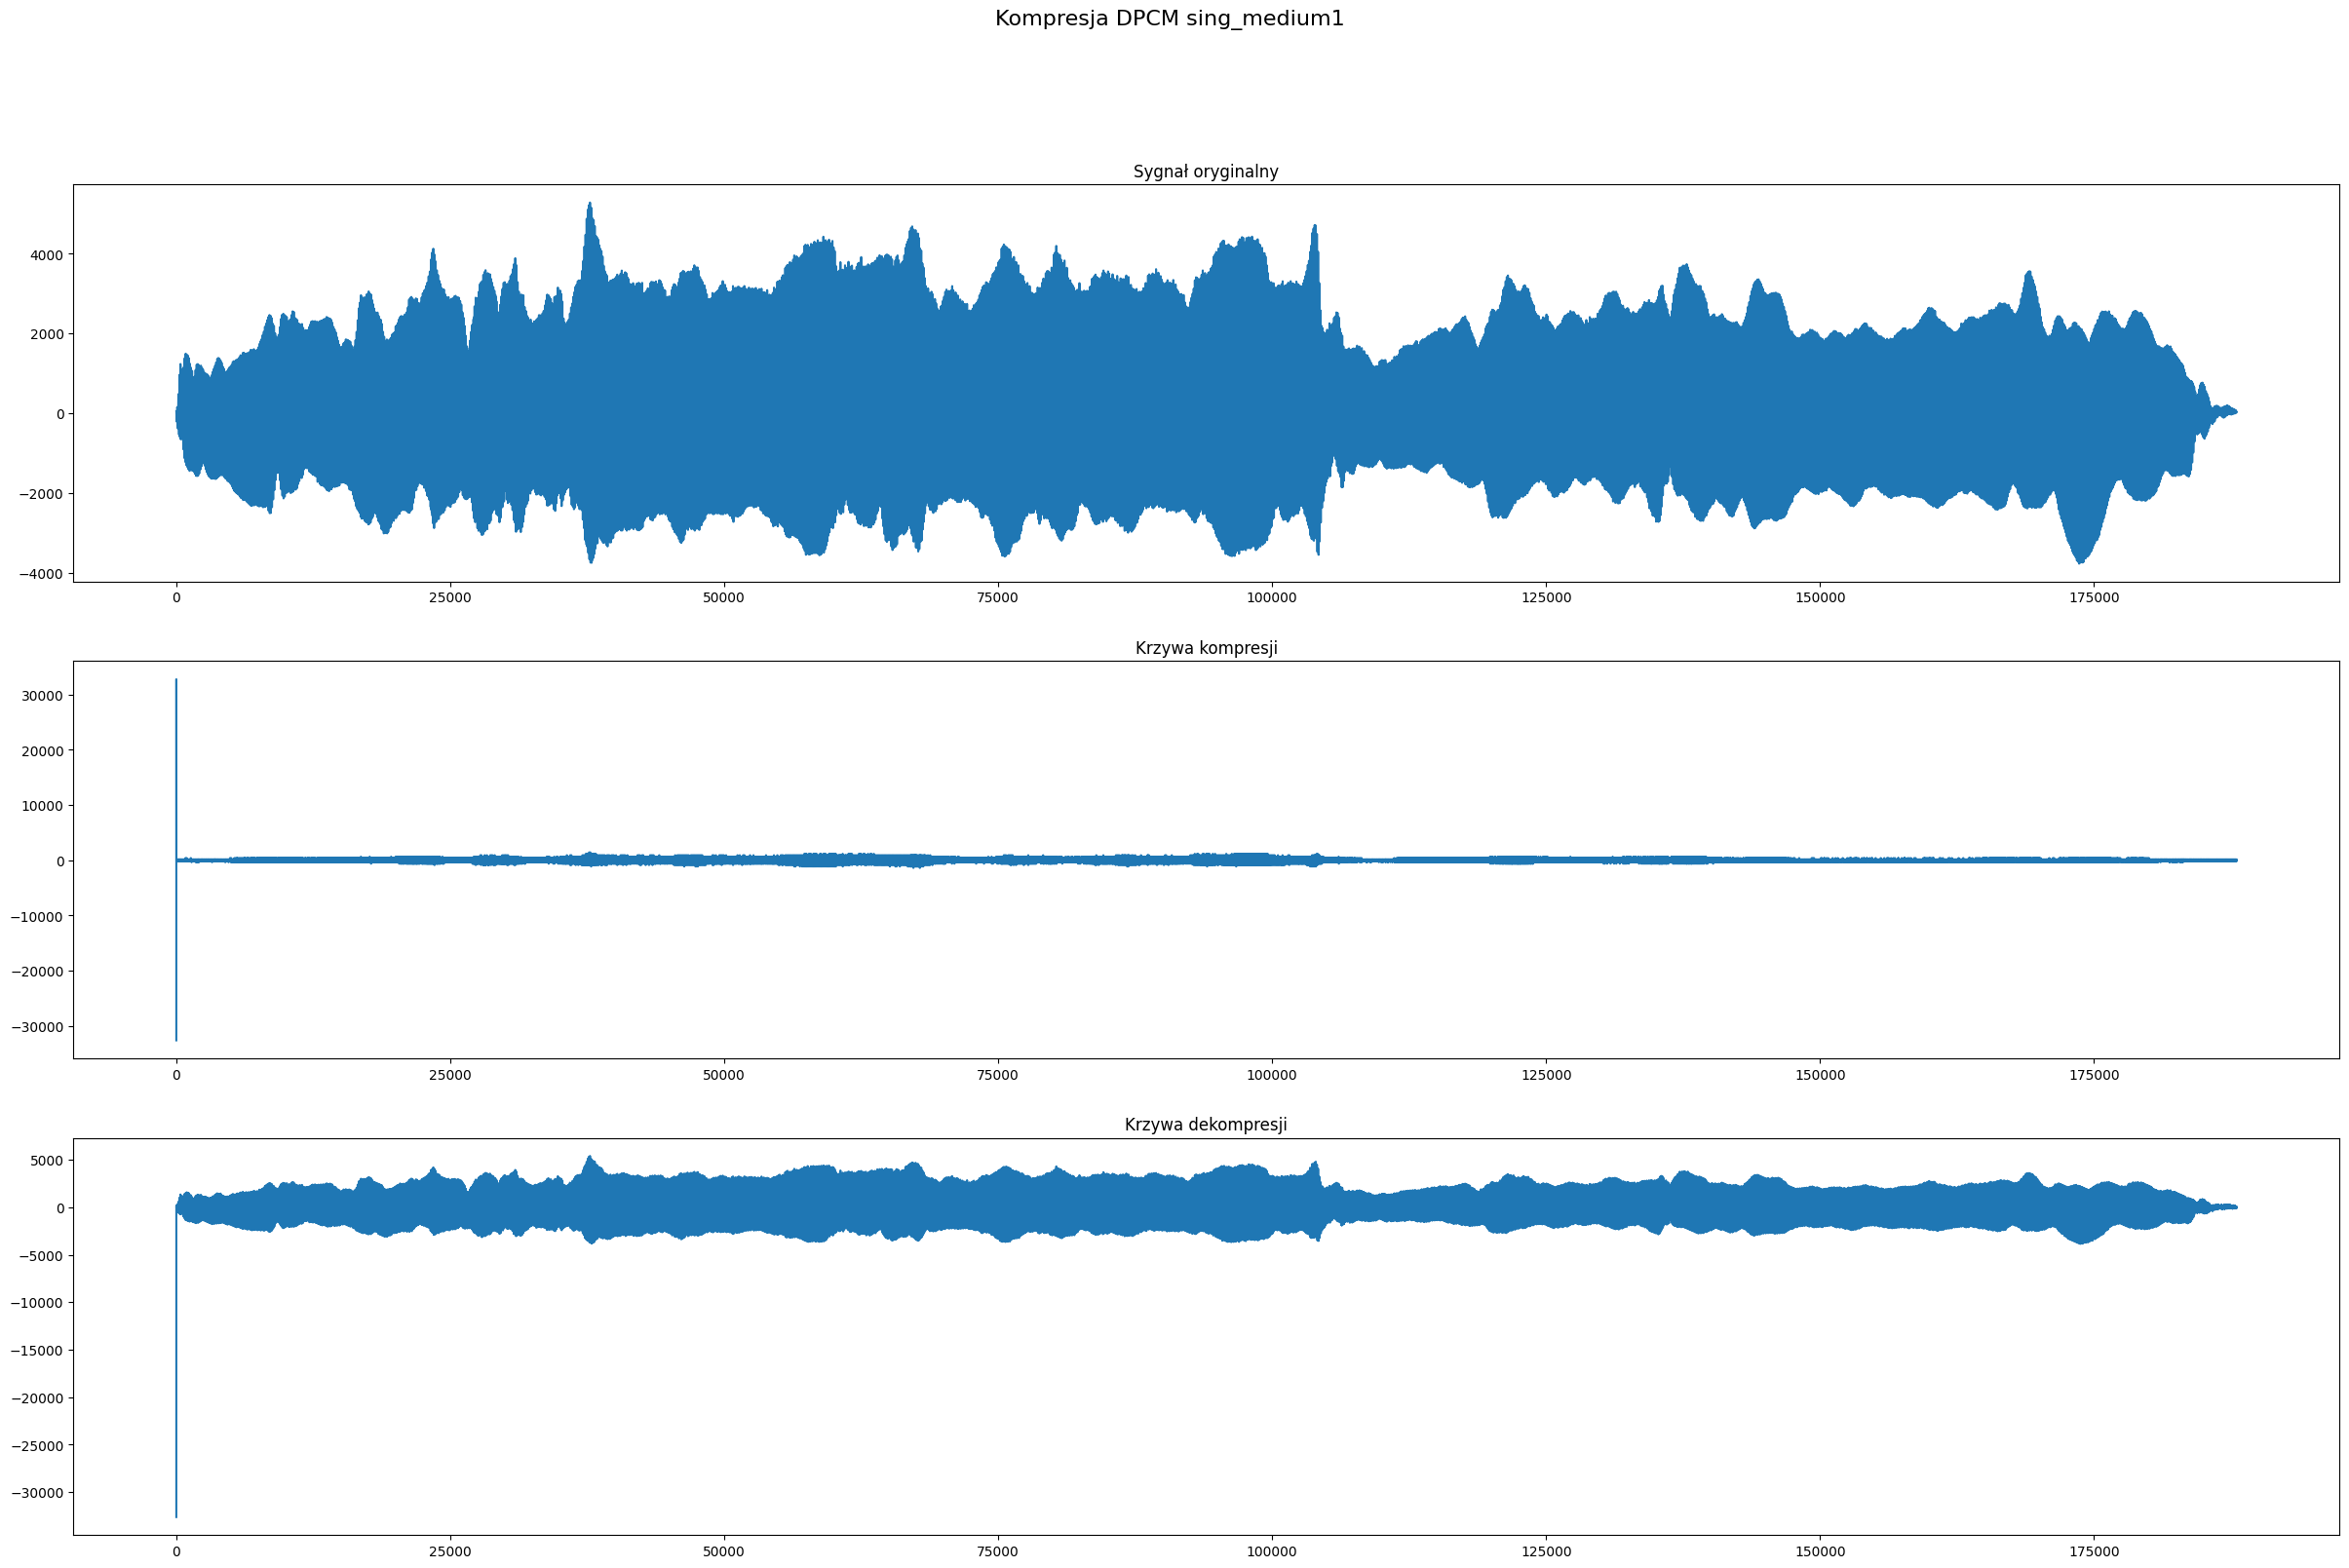 Kompresja DPCM sing_medium1
Sygnał oryginalny
4000
2000
0
−2000
−4000
0 25000 50000 75000 100000 125000 150000 175000
Krzywa kompresji
30000
20000
10000
0
−10000
−20000
−30000
0 25000 50000 75000 100000 125000 150000 175000
Krzywa dekompresji
5000
0
−5000
−10000
−15000
−20000
−25000
−30000
0 25000 50000 75000 100000 125000 150000 175000